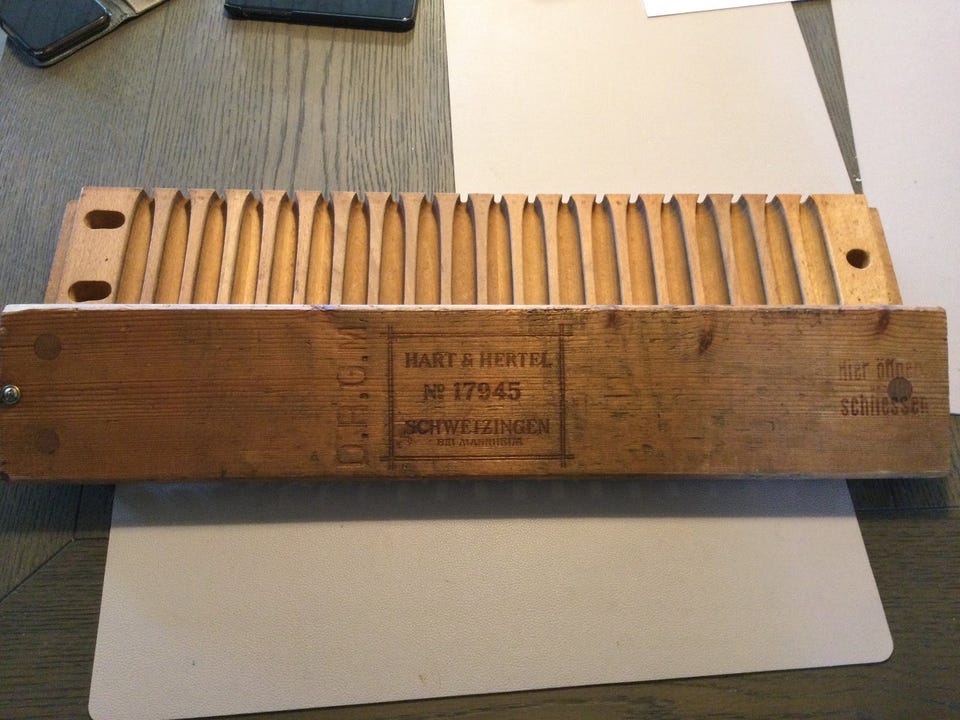 D.R.G.M.
HART & HERTEL
№ 17945
SCHWETZINGEN
BEI MANNHEIM
Hier öffnen
schliessen